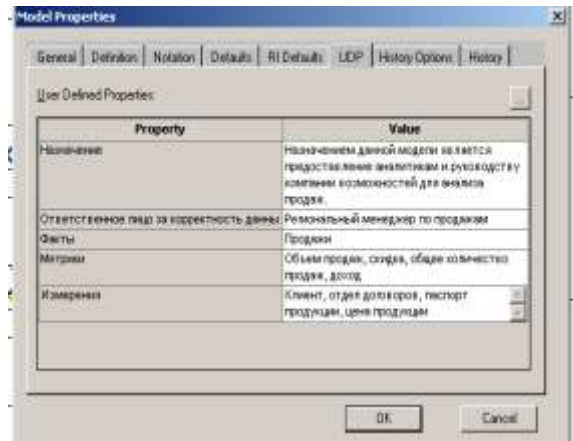 Model Properties
General Definition Notation Defaults RI Defaults UDP History Options History
User Defined Properties:
...
Property Value
Назначение Назначением данной модели является
предоставление аналитикам и руководству
компании возможностей для анализа
продаж.
Ответственное лицо за корректность данны Региональный менеджер по продажам
Факты Продажи
Метрики Объем продаж, скидка, общее количество
продаж, доход
Измерения Клиент, отдел договоров, паспорт
продукции, цена продукции
OK Cancel